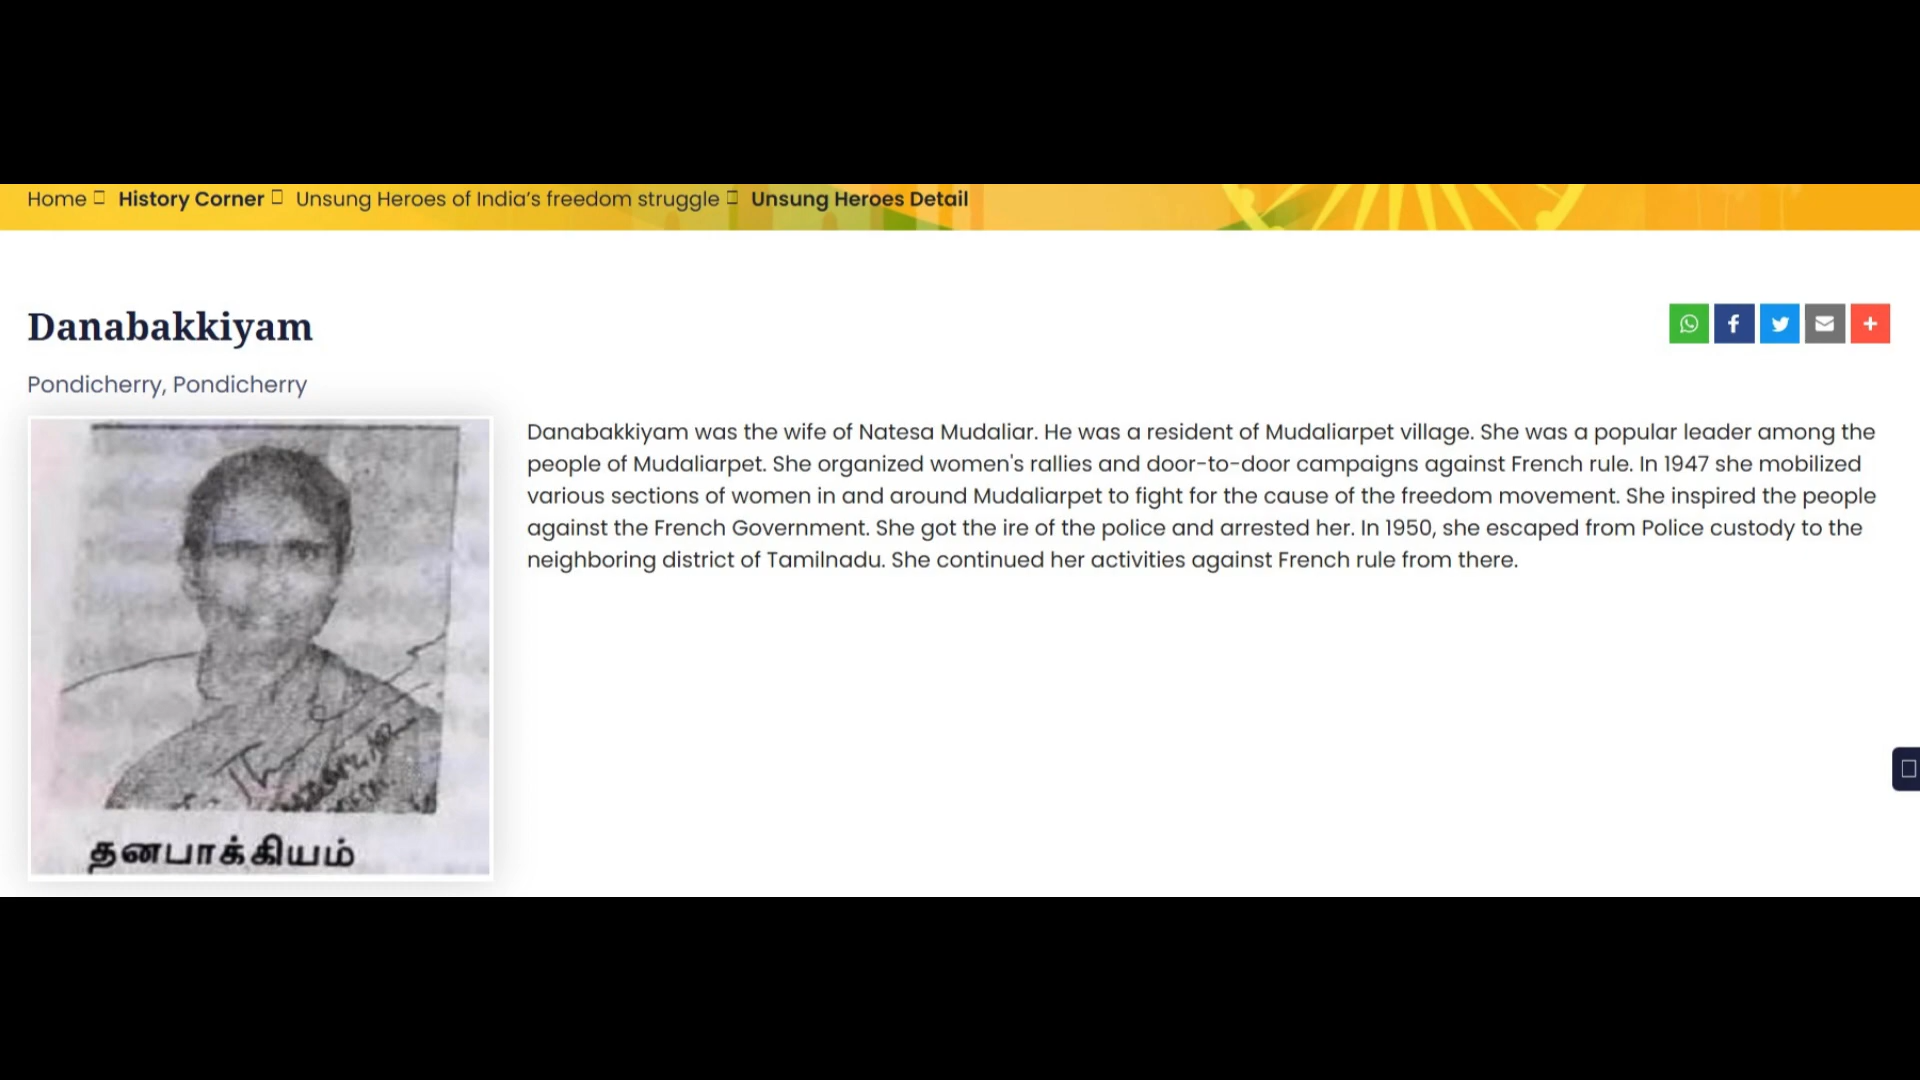 Home History Corner Unsung Heroes of India’s freedom struggle Unsung Heroes Detail
Danabakkiyam
Pondicherry, Pondicherry
Danabakkiyam was the wife of Natesa Mudaliar. He was a resident of Mudaliarpet village. She was a popular leader among the
people of Mudaliarpet. She organized women's rallies and door-to-door campaigns against French rule. In 1947 she mobilized
various sections of women in and around Mudaliarpet to fight for the cause of the freedom movement. She inspired the people
against the French Government. She got the ire of the police and arrested her. In 1950, she escaped from Police custody to the
neighboring district of Tamilnadu. She continued her activities against French rule from there.
தனபாக்கியம்